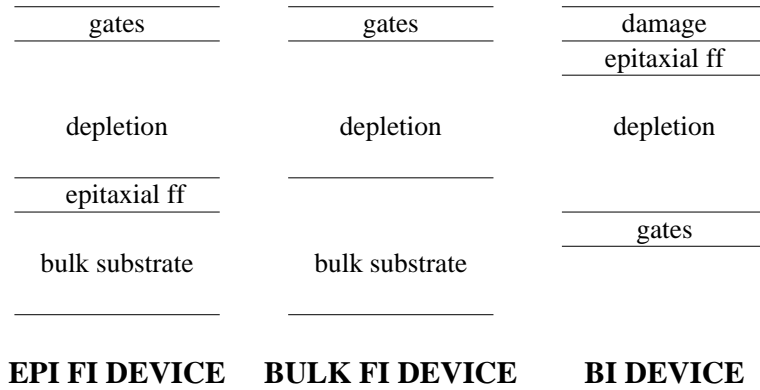 gates
depletion
epitaxial ff
bulk substrate
EPI FI DEVICE
gates
depletion
bulk substrate
BULK FI DEVICE
damage
epitaxial ff
depletion
gates
BI DEVICE